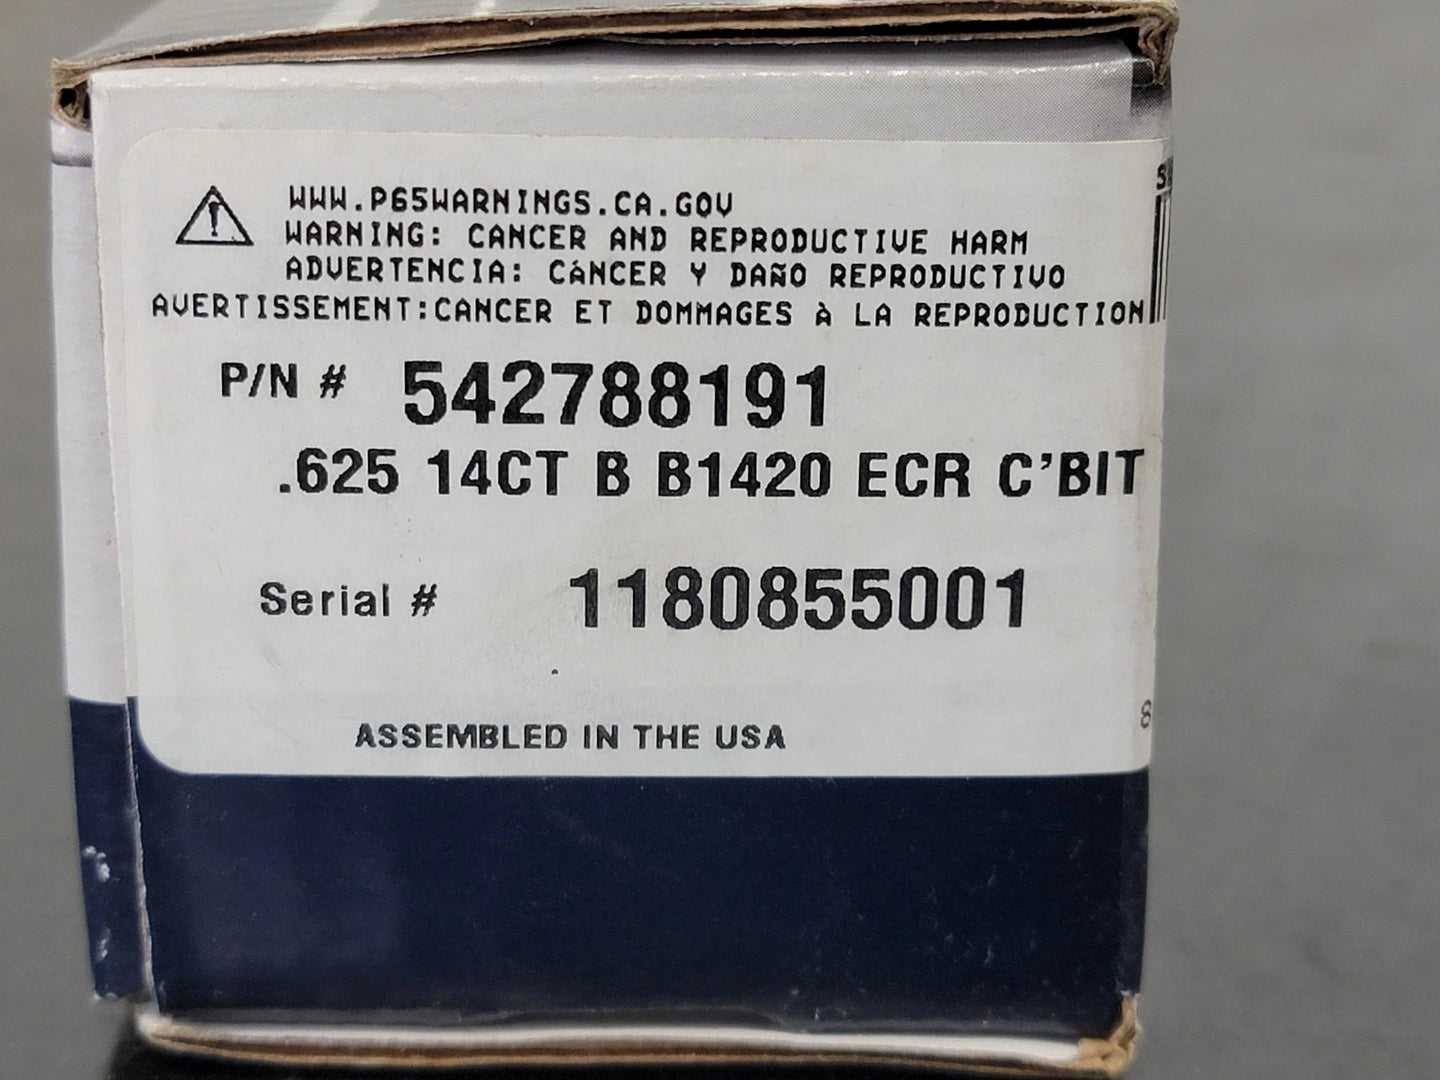 WWW.P65WARNINGS.CA.GOV
WARNING: CANCER AND REPRODUCTIVE HARM
ADVERTENCIA: CáNCER Y DAÑO REPRODUCTIVO
AVERTISSEMENT:CANCER ET DOMMAGES à LA REPRODUCTION
P/N # 542788191
.625 14CT B B1420 ECR C'BIT
Serial # 1180855001
8
ASSEMBLED IN THE USA